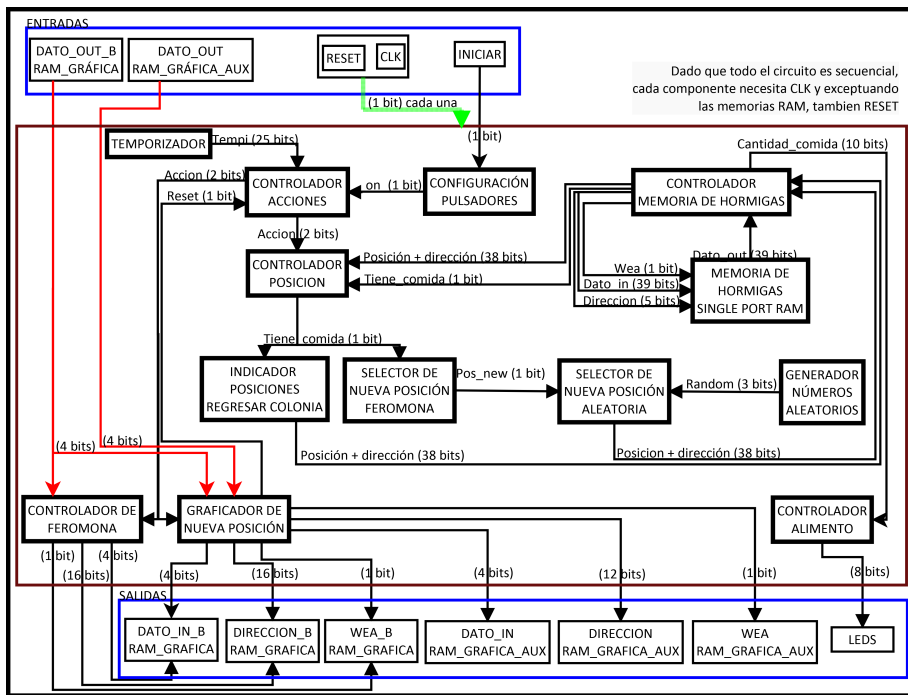 ENTRADAS
DATO_OUT_B
RAM_GRÁFICA
DATO_OUT
RAM_GRÁFICA_AUX
RESET
CLK
INICIAR
Dado que todo el circuito es secuencial,
cada componente necesita CLK y exceptuando
las memorias RAM, tambien RESET
(1 bit) cada una
(1 bit)
TEMPORIZADOR
Tempi (25 bits)
Cantidad_comida (10 bits)
Accion (2 bits)
Reset (1 bit)
CONTROLADOR
ACCIONES
on (1 bit)
CONFIGURACIÓN
PULSADORES
CONTROLADOR
MEMORIA DE HORMIGAS
Accion (2 bits)
CONTROLADOR
POSICION
Posición + dirección (38 bits)
Tiene_comida (1 bit)
Dato_out (39 bits)
Wea (1 bit)
Dato_in (39 bits)
Direccion (5 bits)
MEMORIA DE
HORMIGAS
SINGLE PORT RAM
Tiene_comida (1 bit)
INDICADOR
POSICIONES
REGRESAR COLONIA
SELECTOR DE
NUEVA POSICIÓN
FEROMONA
Pos_new (1 bit)
SELECTOR DE
NUEVA POSICIÓN
ALEATORIA
Random (3 bits)
GENERADOR
NÚMEROS
ALEATORIOS
(4 bits)
(4 bits)
Posición + dirección (38 bits)
Posicion + dirección (38 bits)
CONTROLADOR DE
FEROMONA
GRAFICADOR DE
NUEVA POSICIÓN
CONTROLADOR
ALIMENTO
(1 bit)
(16 bits)
(4 bits)
(4 bits)
(16 bits)
(1 bit)
(4 bits)
(12 bits)
(1 bit)
(8 bits)
SALIDAS
DATO_IN_B
RAM_GRAFICA
DIRECCION_B
RAM_GRAFICA
WEA_B
RAM_GRAFICA
DATO_IN
RAM_GRAFICA_AUX
DIRECCION
RAM_GRAFICA_AUX
WEA
RAM_GRAFICA_AUX
LEDS